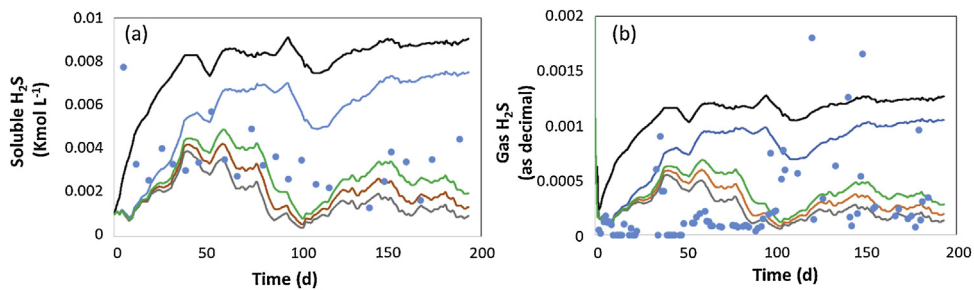 (a)
Soluble H2S
(Kmol L-1)
0.01
0.008
0.006
0.004
0.002
0
0 50 100 150 200
Time (d)
(b)
Gas H2S
(as decimal)
0.002
0.0015
0.001
0.0005
0
0 50 100 150 200
Time (d)